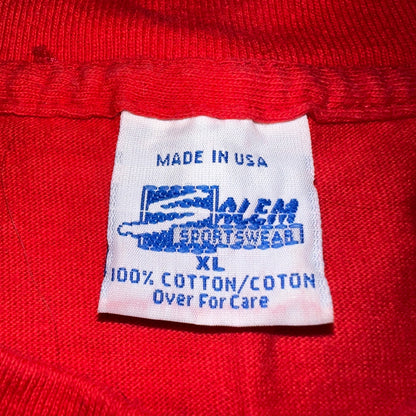 MADE IN USA
SALEM
SPORTSWEAR
XL
100% COTTON/COTON
Over For Care